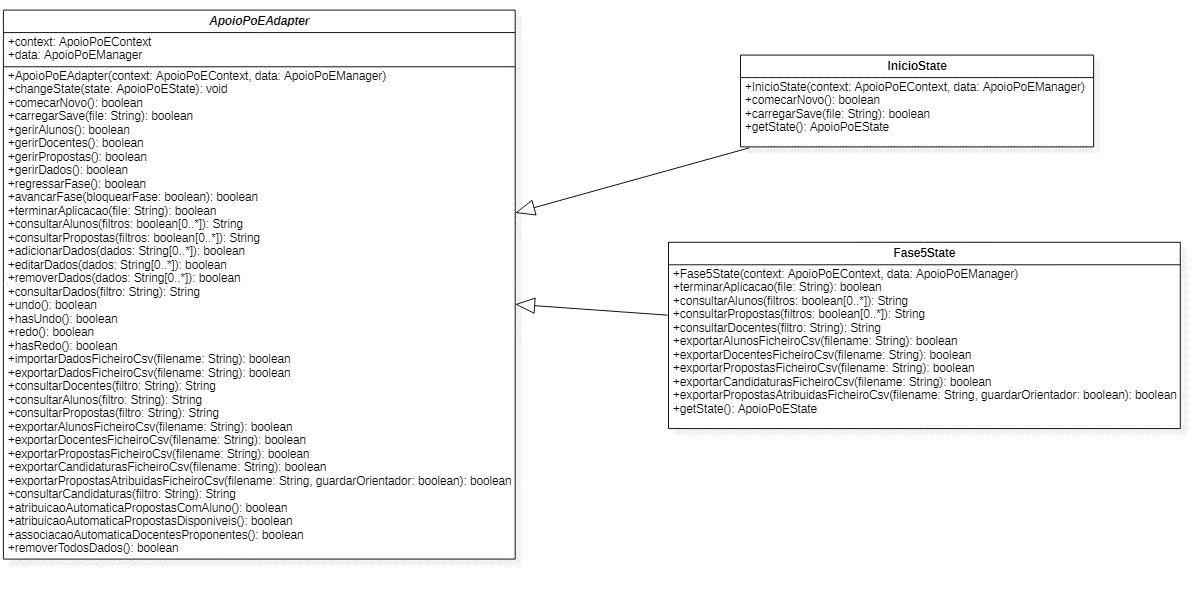 ApoioPoEAdapter
+context: ApoioPoEContext
+data: ApoioPoEManager
+ApoioPoEAdapter(context: ApoioPoEContext, data: ApoioPoEManager)
+changeState(state: ApoioPoEState): void
+comecarNovo(): boolean
+carregarSave(file: String): boolean
+gerirAlunos(): boolean
+gerirDocentes(): boolean
+gerirPropostas(): boolean
+gerirDados(): boolean
+regressarFase(): boolean
+avancarFase(bloquearFase: boolean): boolean
+terminarAplicacao(file: String): boolean
+consultarAlunos(filtros: boolean[0..*]): String
+consultarPropostas(filtros: boolean[0..*]): String
+adicionarDados(dados: String[0..*]): boolean
+editarDados(dados: String[0..*]): boolean
+removerDados(dados: String[0..*]): boolean
+consultarDados(filtro: String): String
+undo(): boolean
+hasUndo(): boolean
+redo(): boolean
+hasRedo(): boolean
+importarDadosFicheiroCsv(filename: String): boolean
+exportarDadosFicheiroCsv(filename: String): boolean
+consultarDocentes(filtro: String): String
+consultarAlunos(filtro: String): String
+consultarPropostas(filtro: String): String
+exportarAlunosFicheiroCsv(filename: String): boolean
+exportarDocentesFicheiroCsv(filename: String): boolean
+exportarPropostasFicheiroCsv(filename: String): boolean
+exportarCandidaturasFicheiroCsv(filename: String): boolean
+exportarPropostasAtribuidasFicheiroCsv(filename: String, guardarOrientador: boolean): boolean
+consultarCandidaturas(filtro: String): String
+atribuicaoAutomaticaPropostasComAluno(): boolean
+atribuicaoAutomaticaPropostasDisponiveis(): boolean
+associacaoAutomaticaDocentesProponentes(): boolean
+removerTodosDados(): boolean
InicioState
+InicioState(context: ApoioPoEContext, data: ApoioPoEManager)
+comecarNovo(): boolean
+carregarSave(file: String): boolean
+getState(): ApoioPoEState
Fase5State
+Fase5State(context: ApoioPoEContext, data: ApoioPoEManager)
+terminarAplicacao(file: String): boolean
+consultarAlunos(filtros: boolean[0..*]): String
+consultarPropostas(filtros: boolean[0..*]): String
+consultarDocentes(filtro: String): String
+exportarAlunosFicheiroCsv(filename: String): boolean
+exportarDocentesFicheiroCsv(filename: String): boolean
+exportarPropostasFicheiroCsv(filename: String): boolean
+exportarCandidaturasFicheiroCsv(filename: String): boolean
+exportarPropostasAtribuidasFicheiroCsv(filename: String, guardarOrientador: boolean): boolean
+getState(): ApoioPoEState